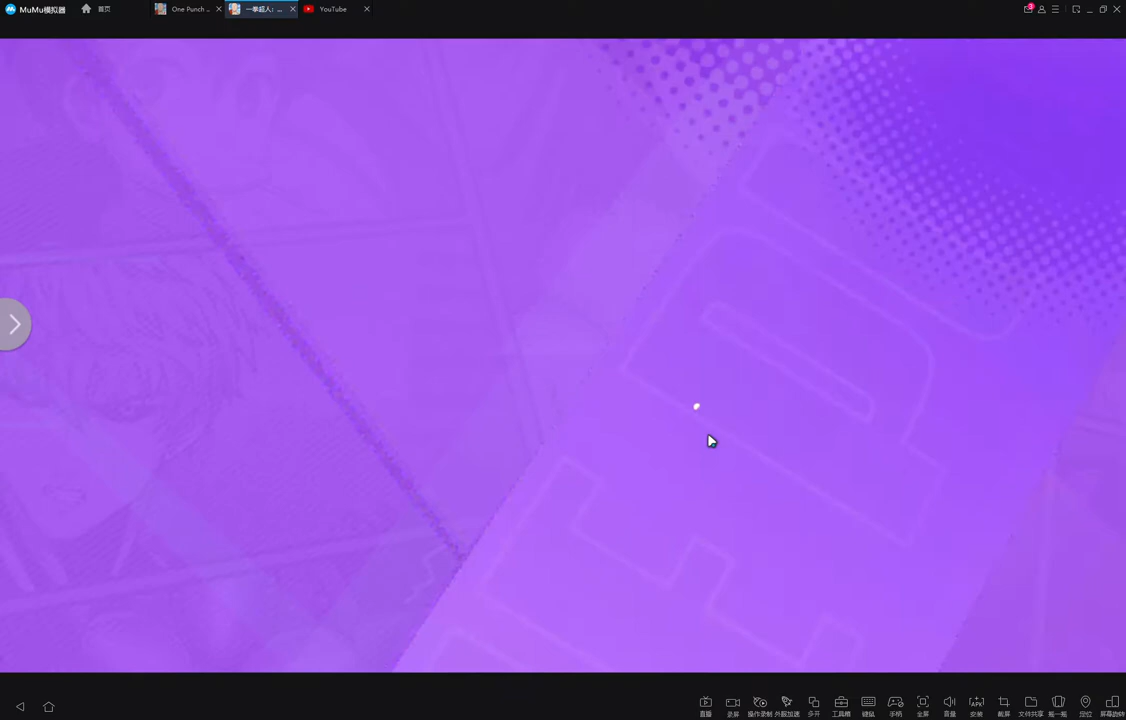 MuMu模拟器 首页 One Punch .. 一拳超人: ... YouTube
3
直播 录屏 操作录制 外服加速 多开 工具箱 键鼠 手柄 全屏 音量 安装 截屏 文件共享 摇一摇 定位 屏幕旋转
APK